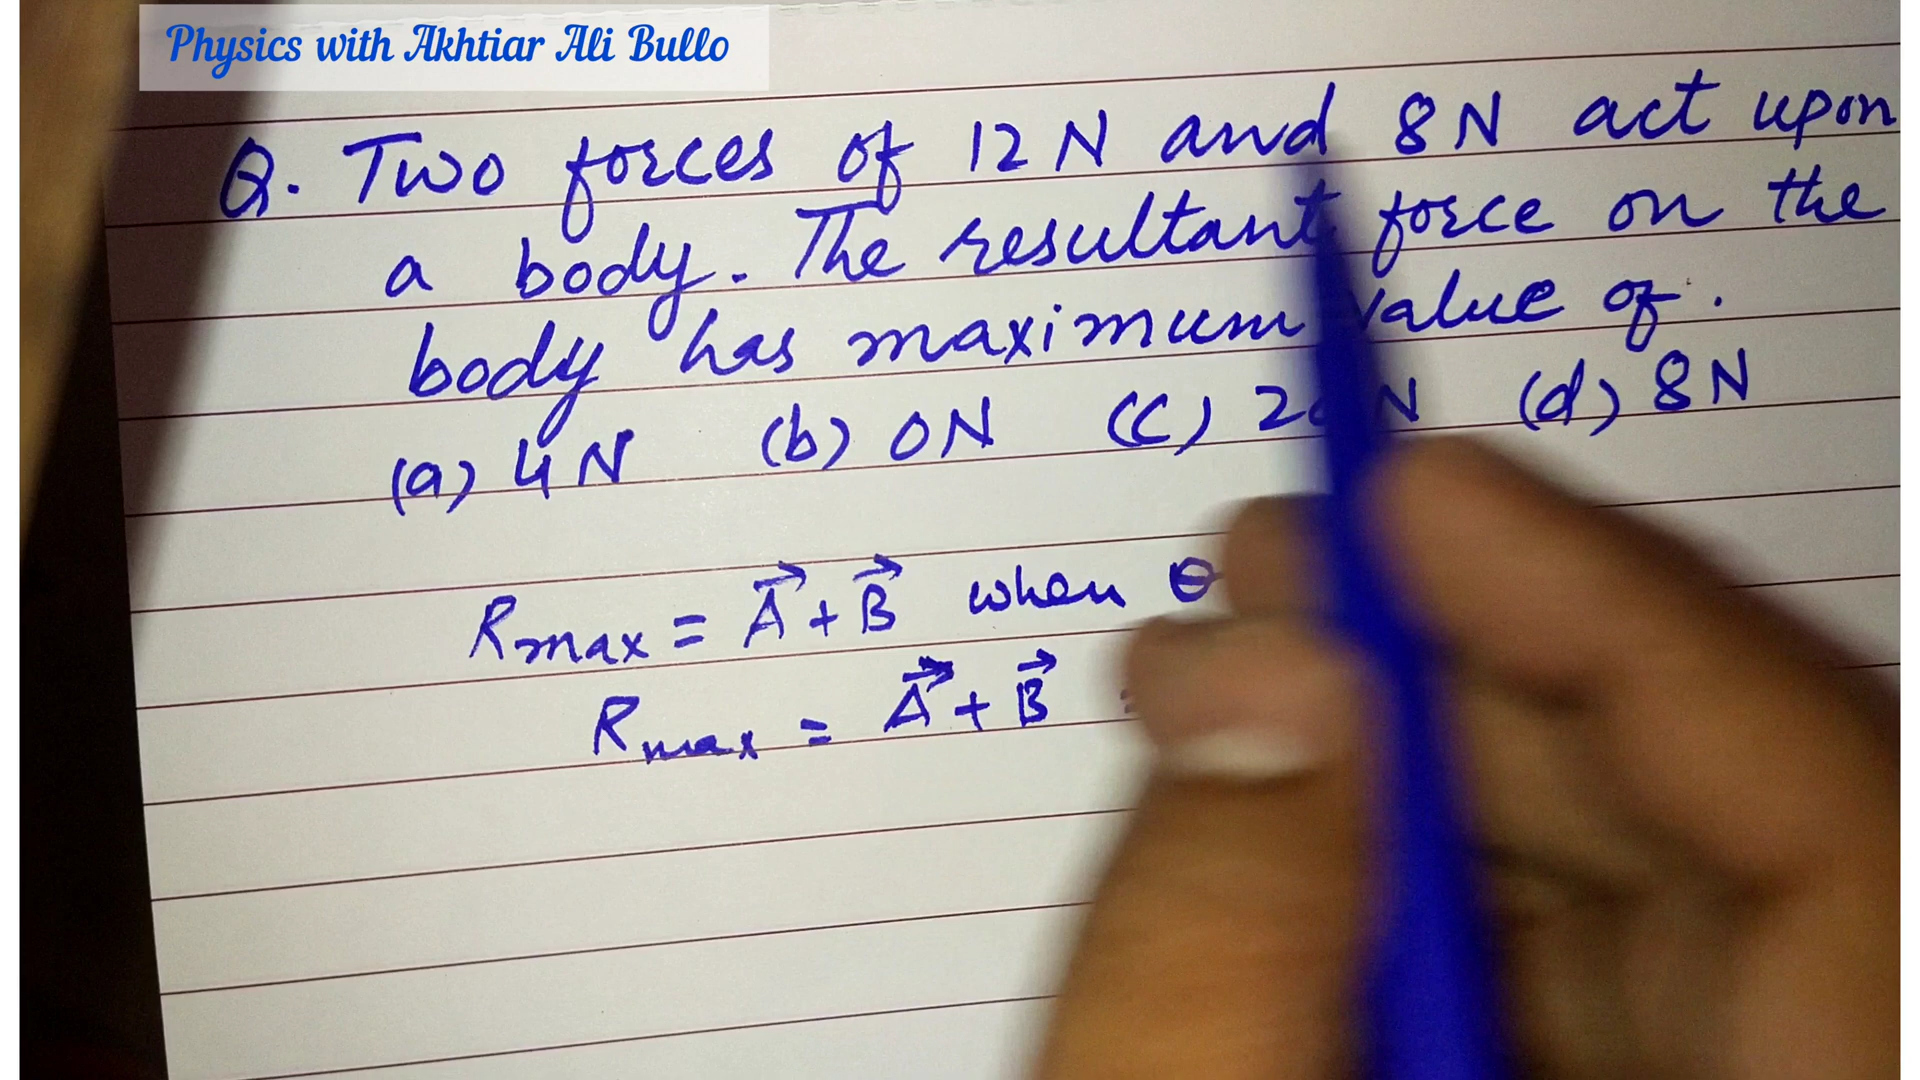 Physics with Akhtiar Ali Bullo
Q. Two forces of 12 N and 8 N act upon
a body. The resultant force on the
body has maximum value of.
(a) 4 N (b) 0 N (c) (d) 8 N
Rmax = A⃗ + B⃗ when θ
Rmax = A⃗ + B⃗